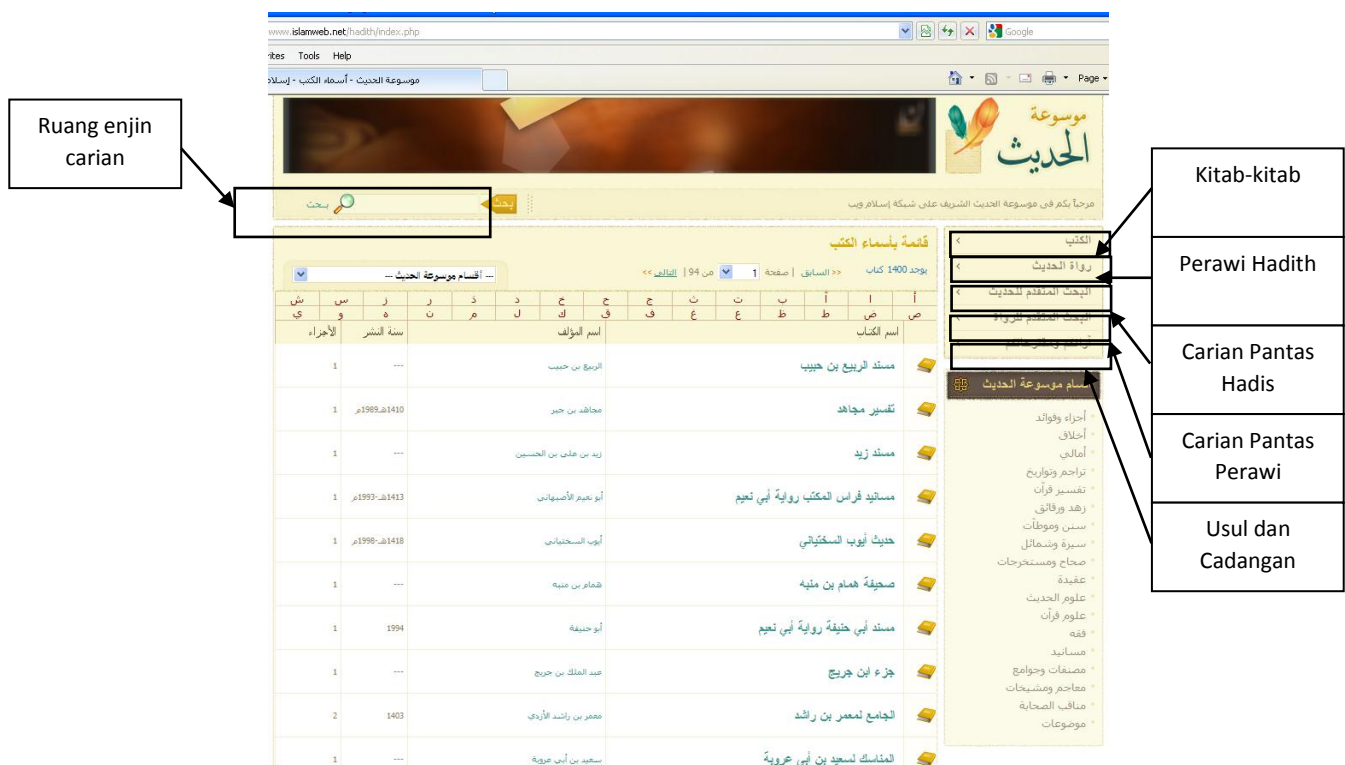 www.islamweb.net/hadith/index.php
Google
Tools Help
موسوعة الحديث - أسماء الكتب - إسلام
Page
موسوعة
الحديث
Ruang enjin
carian
مرحباً بكم في موسوعة الحديث الشريف على شبكة إسلام ويب
بحث
بحث
Kitab-kitab
Perawi Hadith
Carian Pantas
Hadis
Carian Pantas
Perawi
Usul dan
Cadangan
الكتب
رواة الحديث
البحث المتقدم للحديث
البحث المتقدم للرواة
أقسام موسوعة الحديث
أجزاء وفوائد
أخلاق
أمالي
تراجم وتواريخ
تفسير قرآن
زهد ورقائق
سنن وموطآت
سيرة وشمائل
صحاح ومستخرجات
عقيدة
علوم الحديث
علوم قرآن
فقه
مسانيد
مصنفات وجوامع
معاجم ومشيخات
مناقب الصحابة
موضوعات
قائمة بأسماء الكتب
يوجد 1400 كتاب << السابق | صفحة 1 من 94 | التالى >>
-- أقسام موسوعة الحديث --
أ ا آ ب ت ث ج ح خ د ذ ر ز س ش
ص ض ط ظ ع غ ف ق ك ل م ن ه و ي
اسم الكتاب اسم المؤلف سنة النشر الأجزاء
مسند الربيع بن حبيب الربيع بن حبيب --- 1
تفسير مجاهد مجاهد بن جبر 1410هـ1989م 1
مسند زيد زيد بن علي بن الحسين --- 1
مسانيد فراس المكتب رواية أبي نعيم أبو نعيم الأصبهاني 1413هـ-1993م 1
حديث أيوب السختياني أيوب السختياني 1418هـ-1998م 1
صحيفة همام بن منبه همام بن منبه --- 1
مسند أبي حنيفة رواية أبي نعيم أبو حنيفة 1994 1
جزء ابن جريج عبد الملك بن جريج --- 1
الجامع لمعمر بن راشد معمر بن راشد الأزدي 1403 2
المناسك لسعيد بن أبي عروبة سعيد بن أبي عروبة --- 1